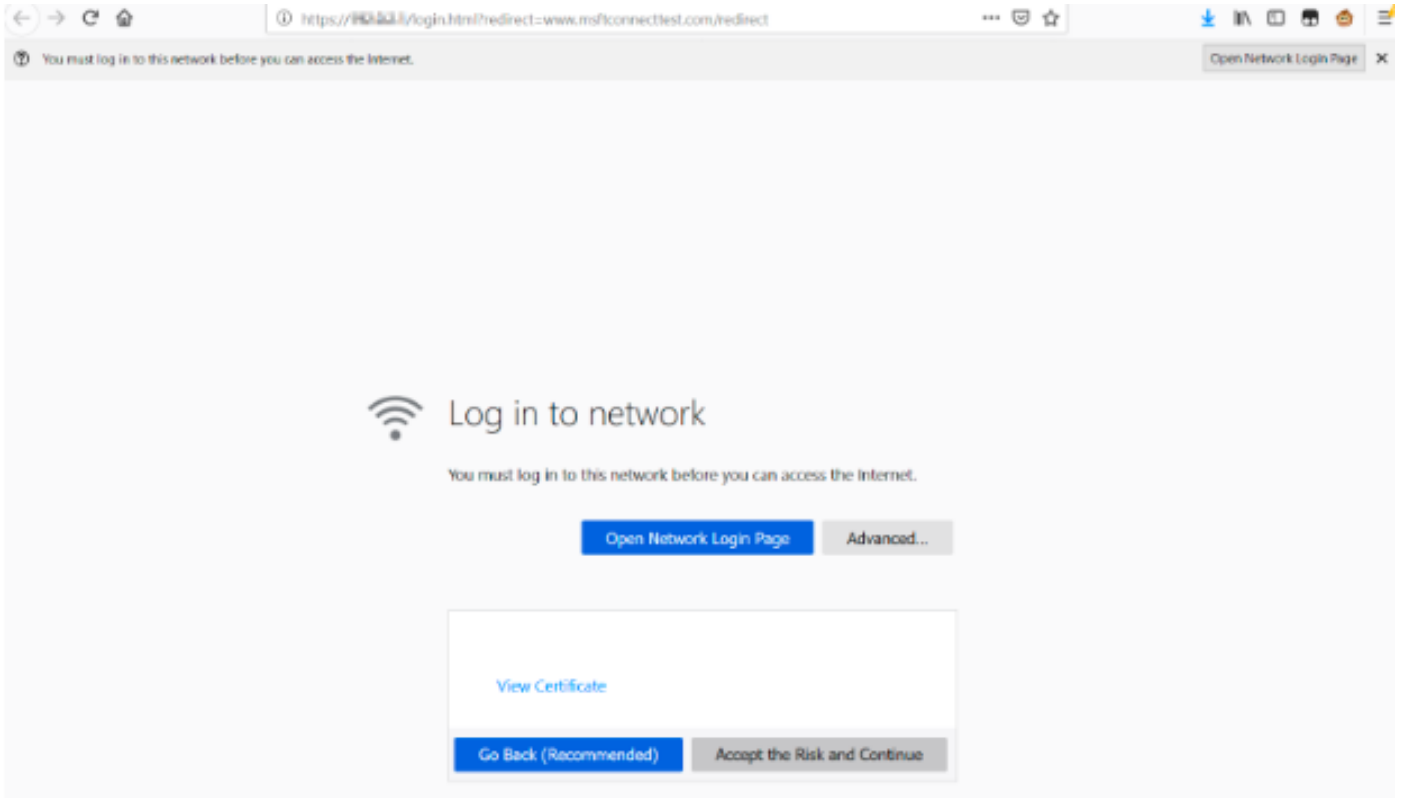 https:// /login.html?redirect=www.msftconnecttest.com/redirect
You must log in to this network before you can access the Internet.
Open Network Login Page
Log in to network
You must log in to this network before you can access the Internet.
Open Network Login Page
Advanced...
View Certificate
Go Back (Recommended)
Accept the Risk and Continue